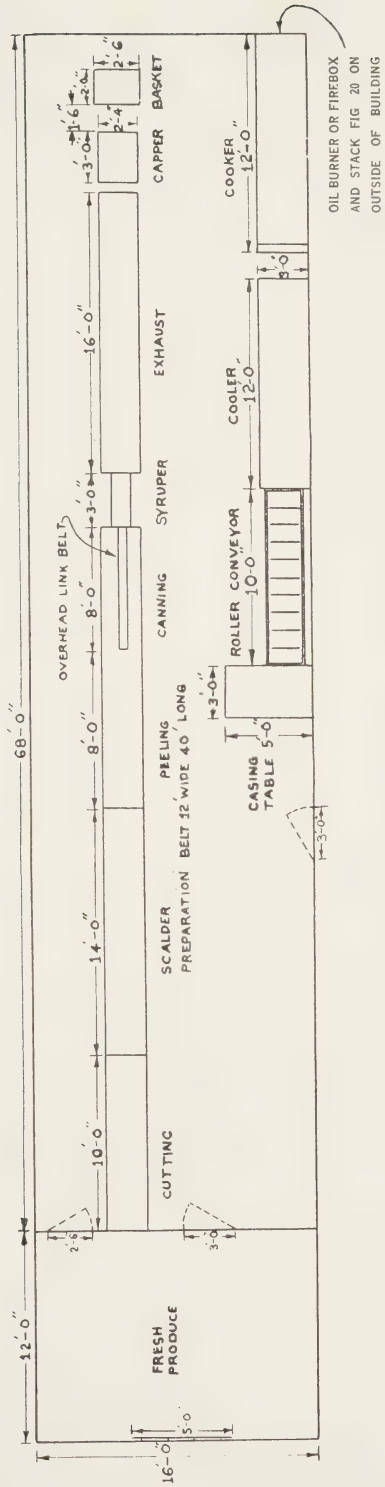 68'-0"
12'-0"
16'-0"
5'-0
FRESH
PRODUCE
2'-6
3'-0
10'-0"
14'-0"
8'-0"
8'-0"
3'-0"
16'-0"
3'-0"
1'-6"
2'-0"
2'-4"
2'-6"
OVERHEAD LINK BELT
CUTTING
SCALDER
PEELING
CANNING
SYRUPER
EXHAUST
CAPPER
BASKET
PREPARATION BELT 12" WIDE 40' LONG
CASING
TABLE
3'-0"
5'-0"
3'-0"
ROLLER CONVEYOR
10'-0"
COOLER
12'-0"
3'-0"
COOKER
12'-0"
OIL BURNER OR FIREBOX
AND STACK FIG 20 ON
OUTSIDE OF BUILDING